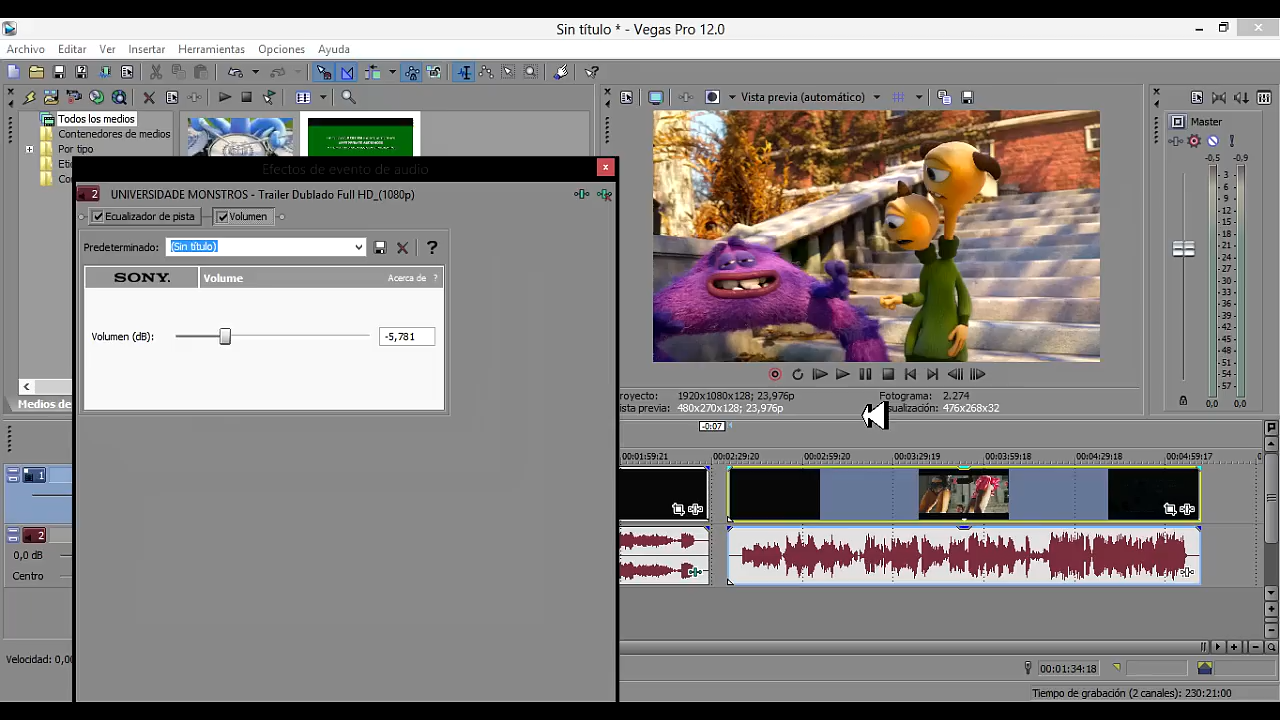 Sin título * - Vegas Pro 12.0
Archivo Editar Ver Insertar Herramientas Opciones Ayuda
Todos los medios
Contenedores de medios
Por tipo
Vista previa (automático)
Master
-0.5 -0.9
3
6
9
12
15
18
21
24
27
30
33
36
39
42
45
48
51
54
57
0,0 0,0
Efectos de evento de audio
2 UNIVERSIDADE MONSTROS - Trailer Dublado Full HD_(1080p)
Ecualizador de pista Volumen
Predeterminado: (Sin título)
SONY. Volume Acerca de ?
Volumen (dB): -5,781
Medios de
royecto: 1920x1080x128; 23,976p Fotograma: 2.274
ista previa: 480x270x128; 23,976p ualización: 476x268x32
-0:07
00:01:59:21 00:02:29:20 00:02:59:20 00:03:29:19 00:03:59:18 00:04:29:18 00:04:59:17
1
2
0,0 dB
Centro
Velocidad: 0,00
00:01:34:18
Tiempo de grabación (2 canales): 230:21:00